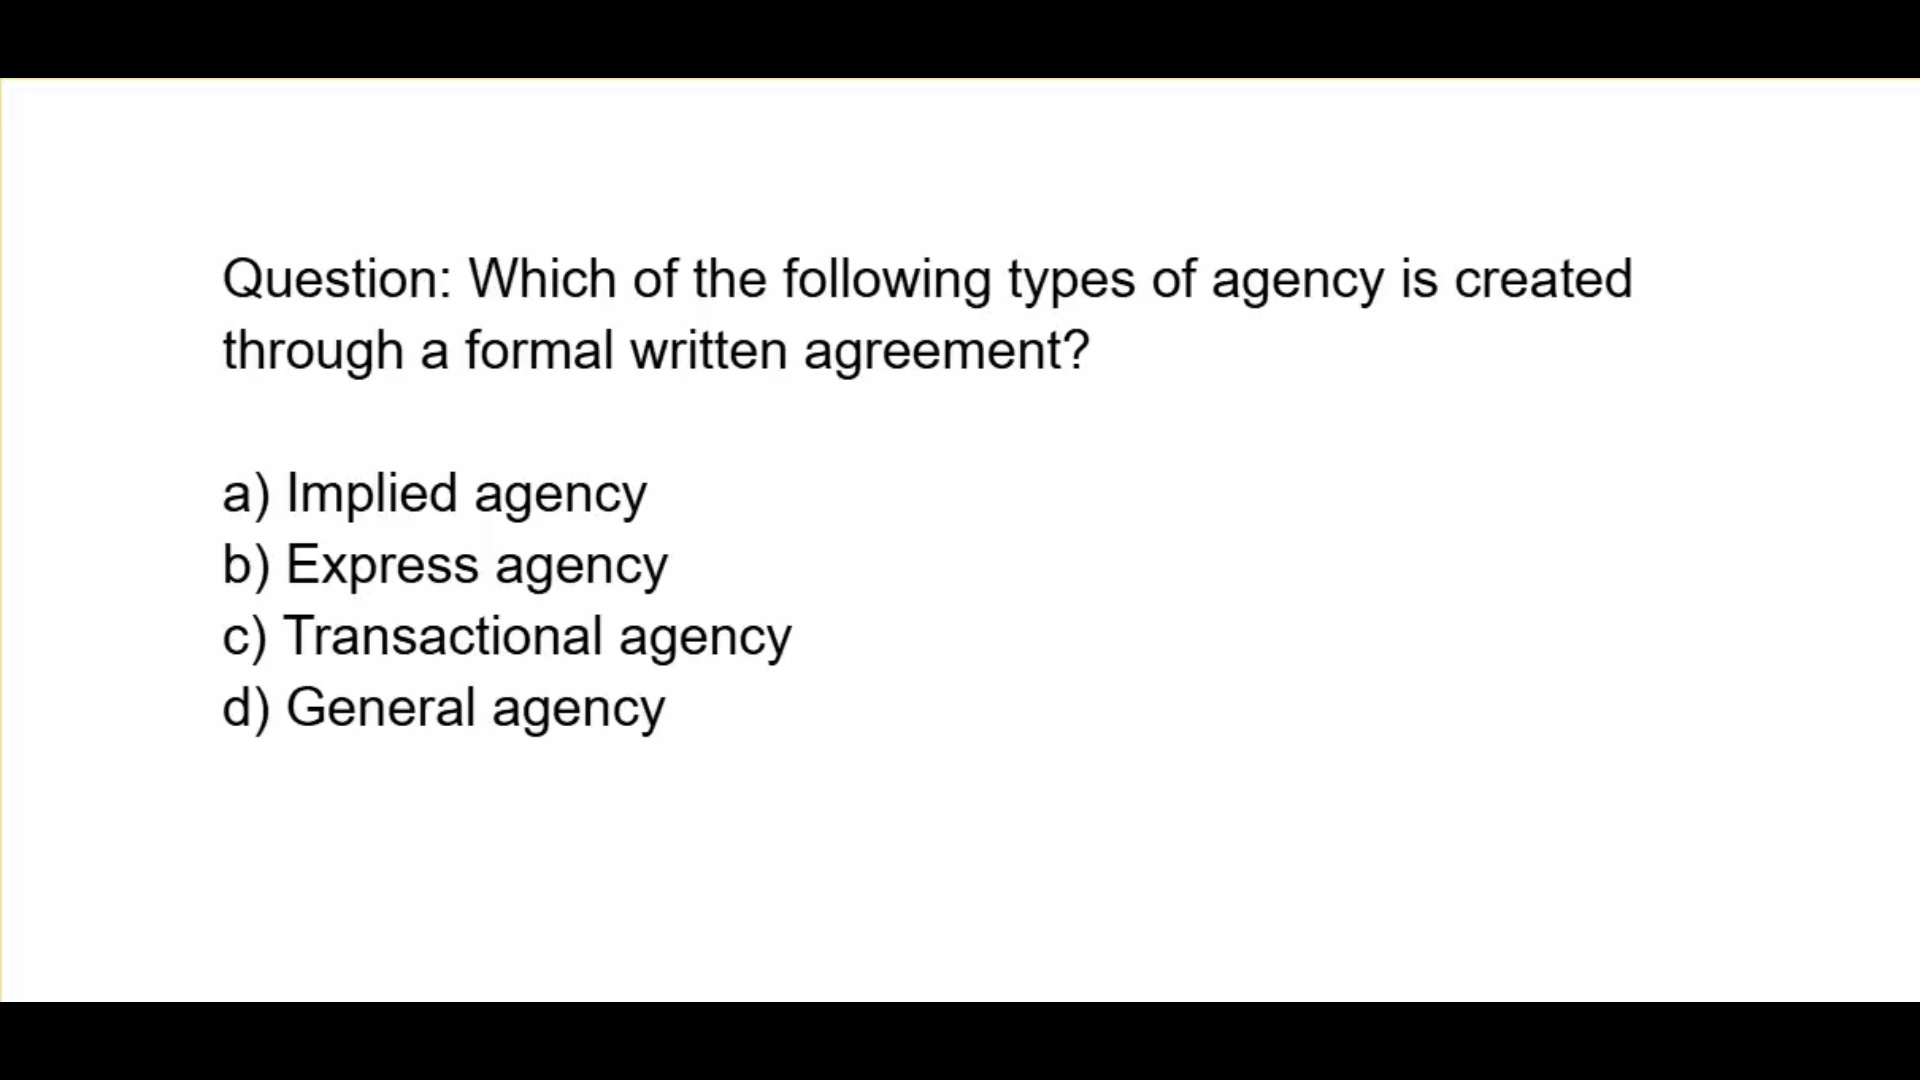 Question: Which of the following types of agency is created
through a formal written agreement?
a) Implied agency
b) Express agency
c) Transactional agency
d) General agency